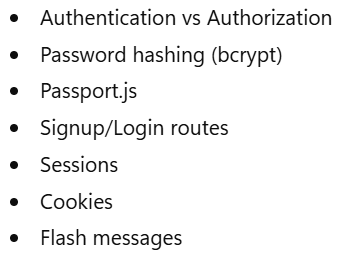 • Authentication vs Authorization
• Password hashing (bcrypt)
• Passport.js
• Signup/Login routes
• Sessions
• Cookies
• Flash messages